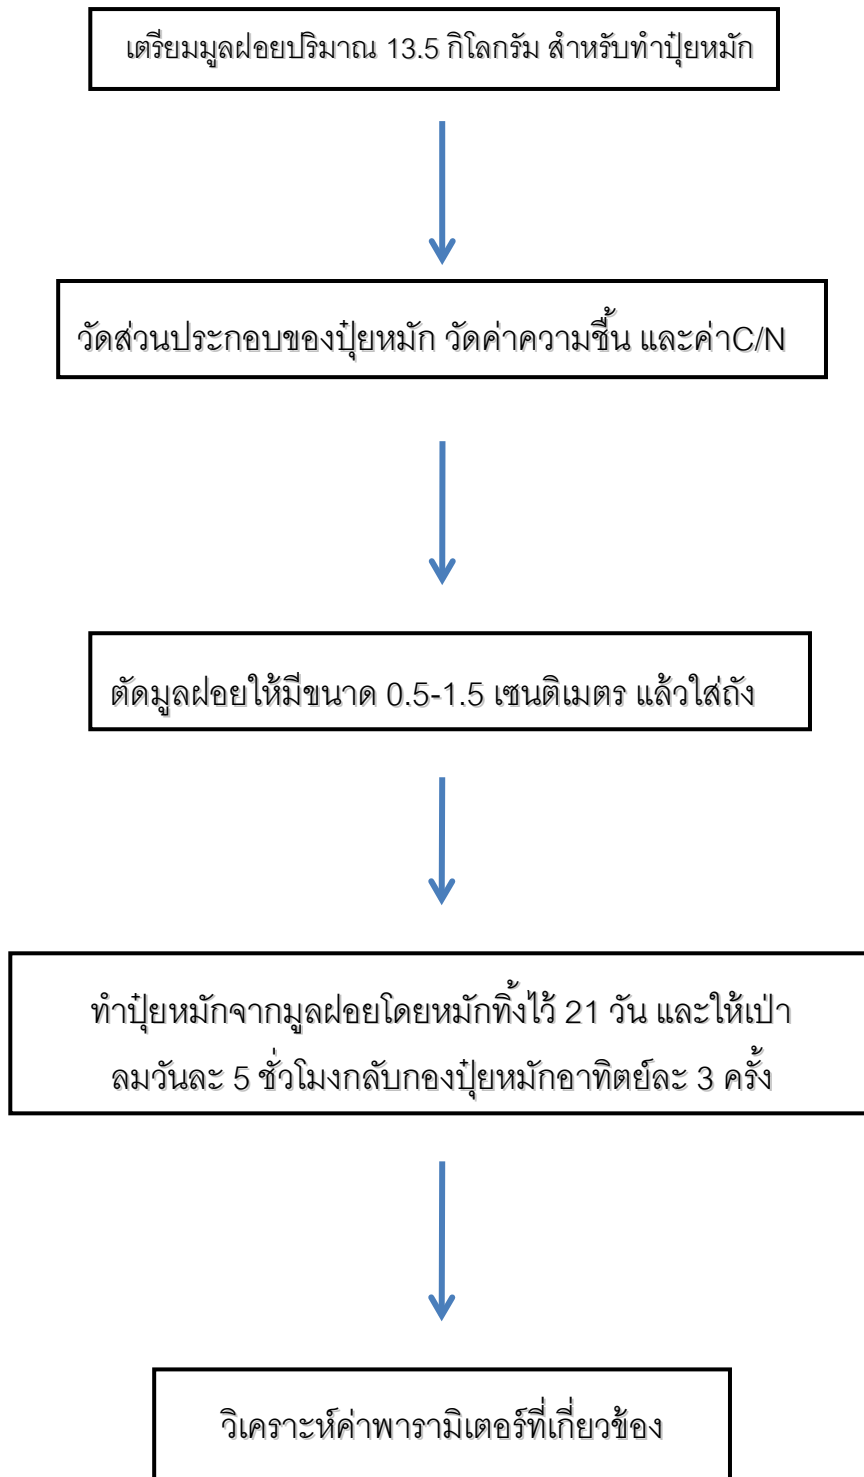 เตรียมมูลฝอยปริมาณ 13.5 กิโลกรัม สำหรับทำปุ๋ยหมัก
วัดส่วนประกอบของปุ๋ยหมัก วัดค่าความชื้น และค่าC/N
ตัดมูลฝอยให้มีขนาด 0.5-1.5 เซนติเมตร แล้วใส่ถัง
ทำปุ๋ยหมักจากมูลฝอยโดยหมักทิ้งไว้ 21 วัน และให้เป่า
ลมวันละ 5 ชั่วโมงกลับกองปุ๋ยหมักอาทิตย์ละ 3 ครั้ง
วิเคราะห์ค่าพารามิเตอร์ที่เกี่ยวข้อง